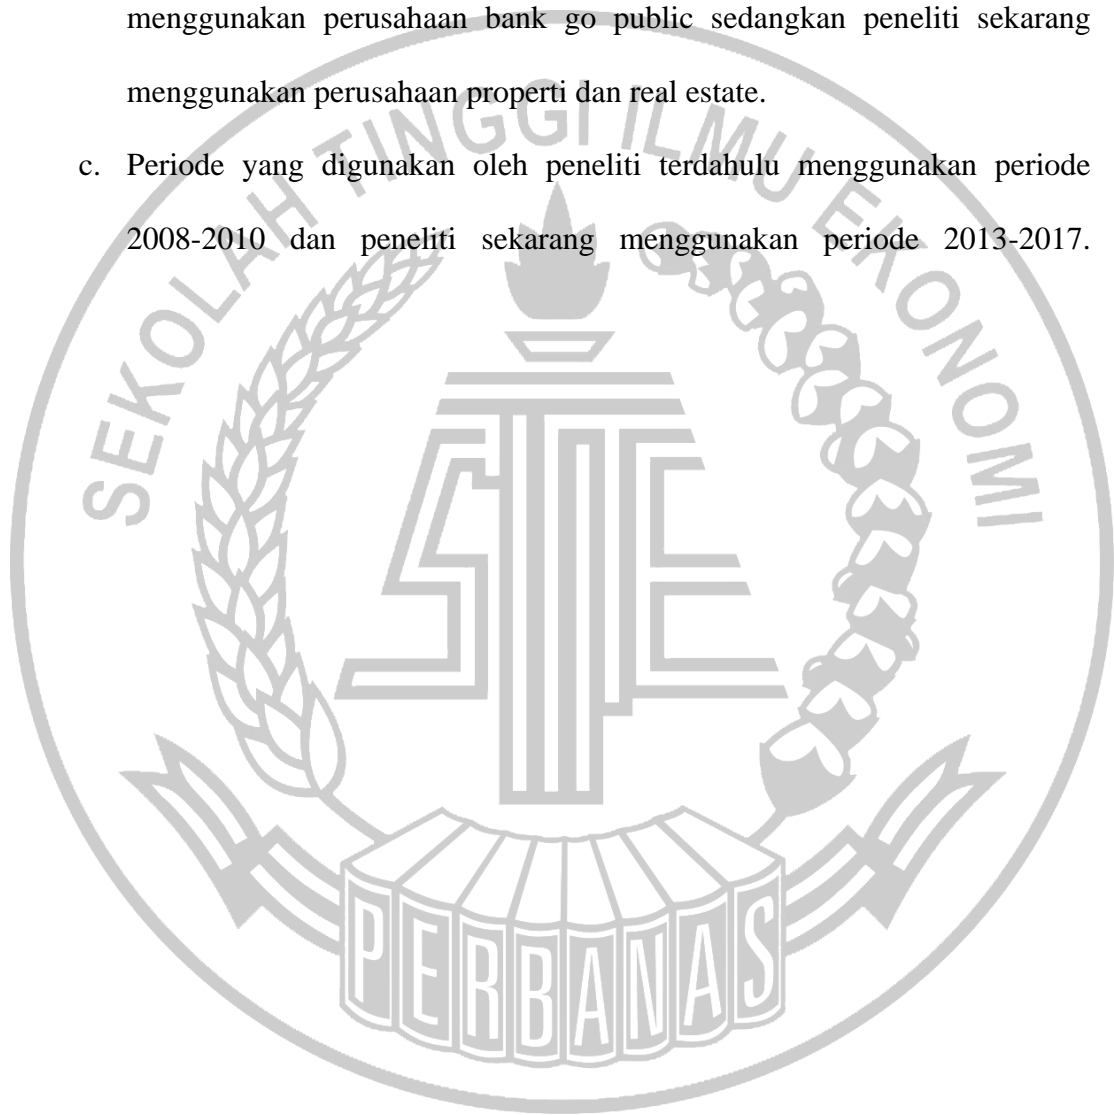 menggunakan perusahaan bank go public sedangkan peneliti sekarang
menggunakan perusahaan properti dan real estate.
c. Periode yang digunakan oleh peneliti terdahulu menggunakan periode
2008-2010 dan peneliti sekarang menggunakan periode 2013-2017.
SEKOLAH TINGGI ILMU EKONOMI
STIE
PERBANAS